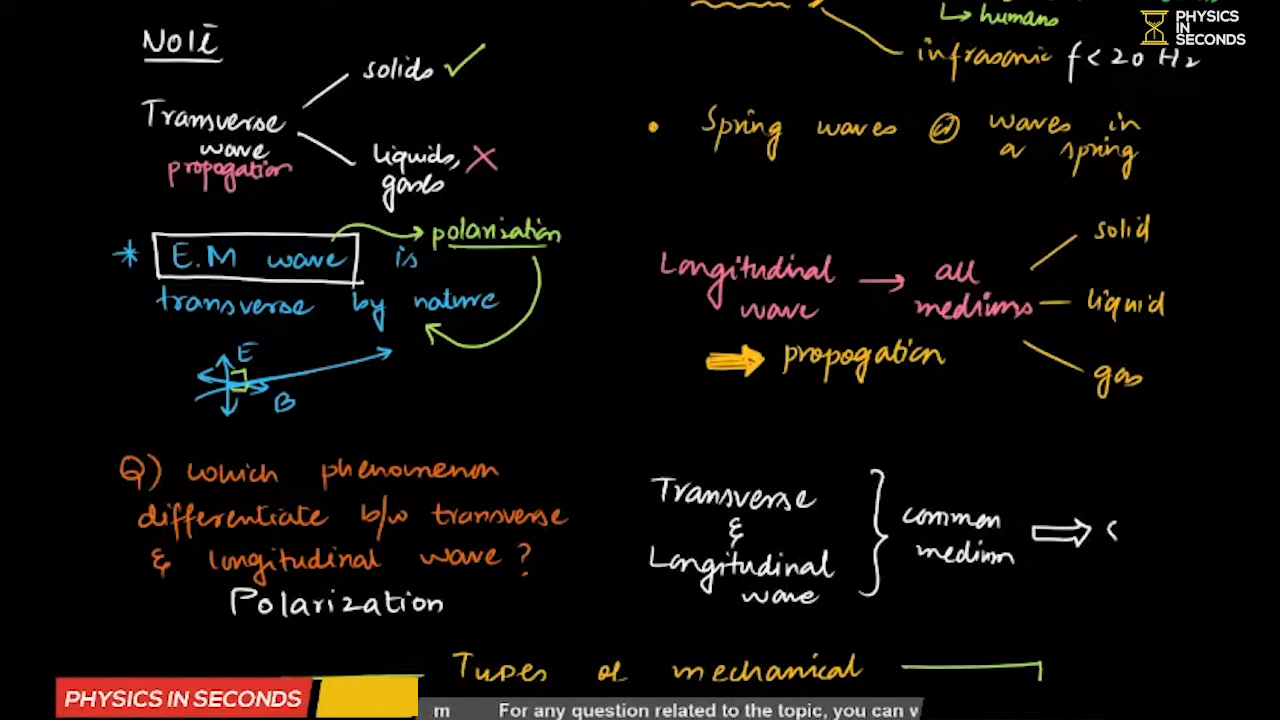 Note
solids ✓
Transverse
wave
propogation
liquids, ✗
gases
* E.M wave is
polarisation
transverse by nature
E
B
Q) which phenomenon
differentiate b/w transverse
& longitudinal wave ?
Polarization
↳ humans
PHYSICS
IN
SECONDS
infrasonic f < 20 Hz
• Spring waves or waves in
a spring
Longitudinal → all
wave mediums
solid
liquid
gas
⇒ propogation
Transverse
&
Longitudinal
wave
} common
medium ⇒
Types of mechanical
PHYSICS IN SECONDS
m For any question related to the topic, you can